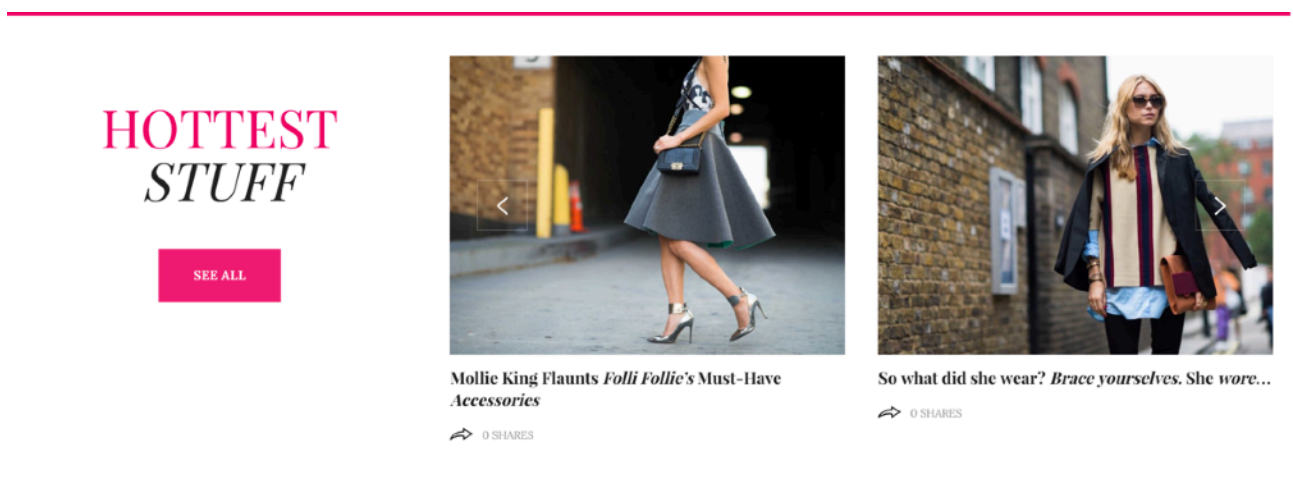 HOTTEST
STUFF
SEE ALL
Mollie King Flaunts Folli Follie's Must-Have
Accessories
0 SHARES
So what did she wear? Brace yourselves. She wore...
0 SHARES